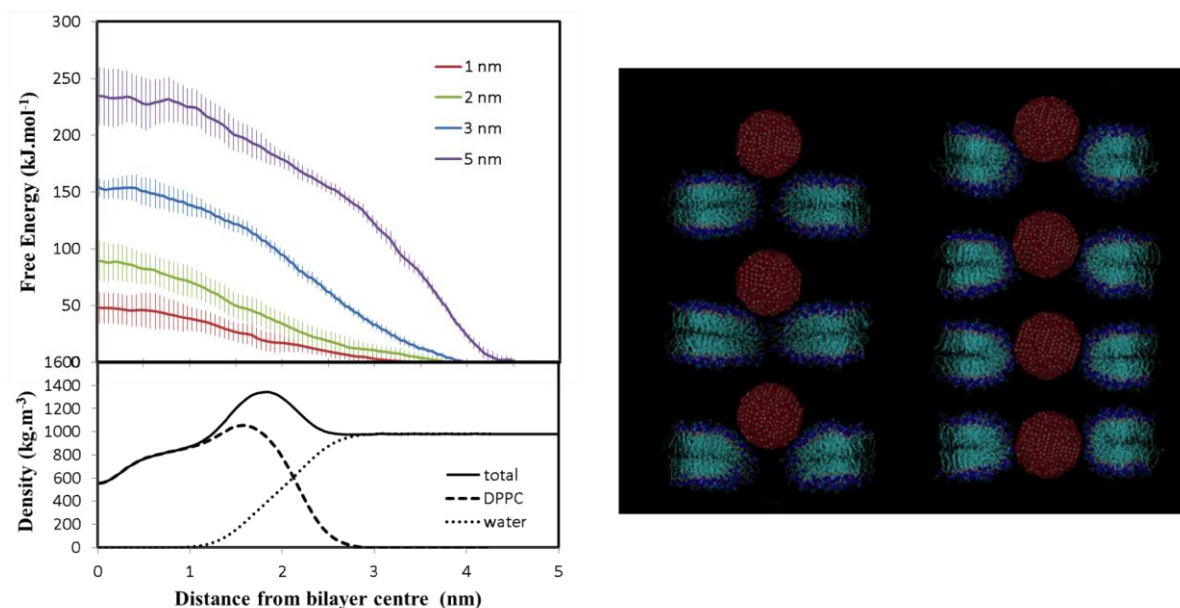 300
250
200
150
100
50
1600
1400
1200
1000
800
600
400
200
0
Free Energy (kJ.mol⁻¹)
1 nm
2 nm
3 nm
5 nm
Density (kg.m⁻³)
total
DPPC
water
0 1 2 3 4 5
Distance from bilayer centre (nm)